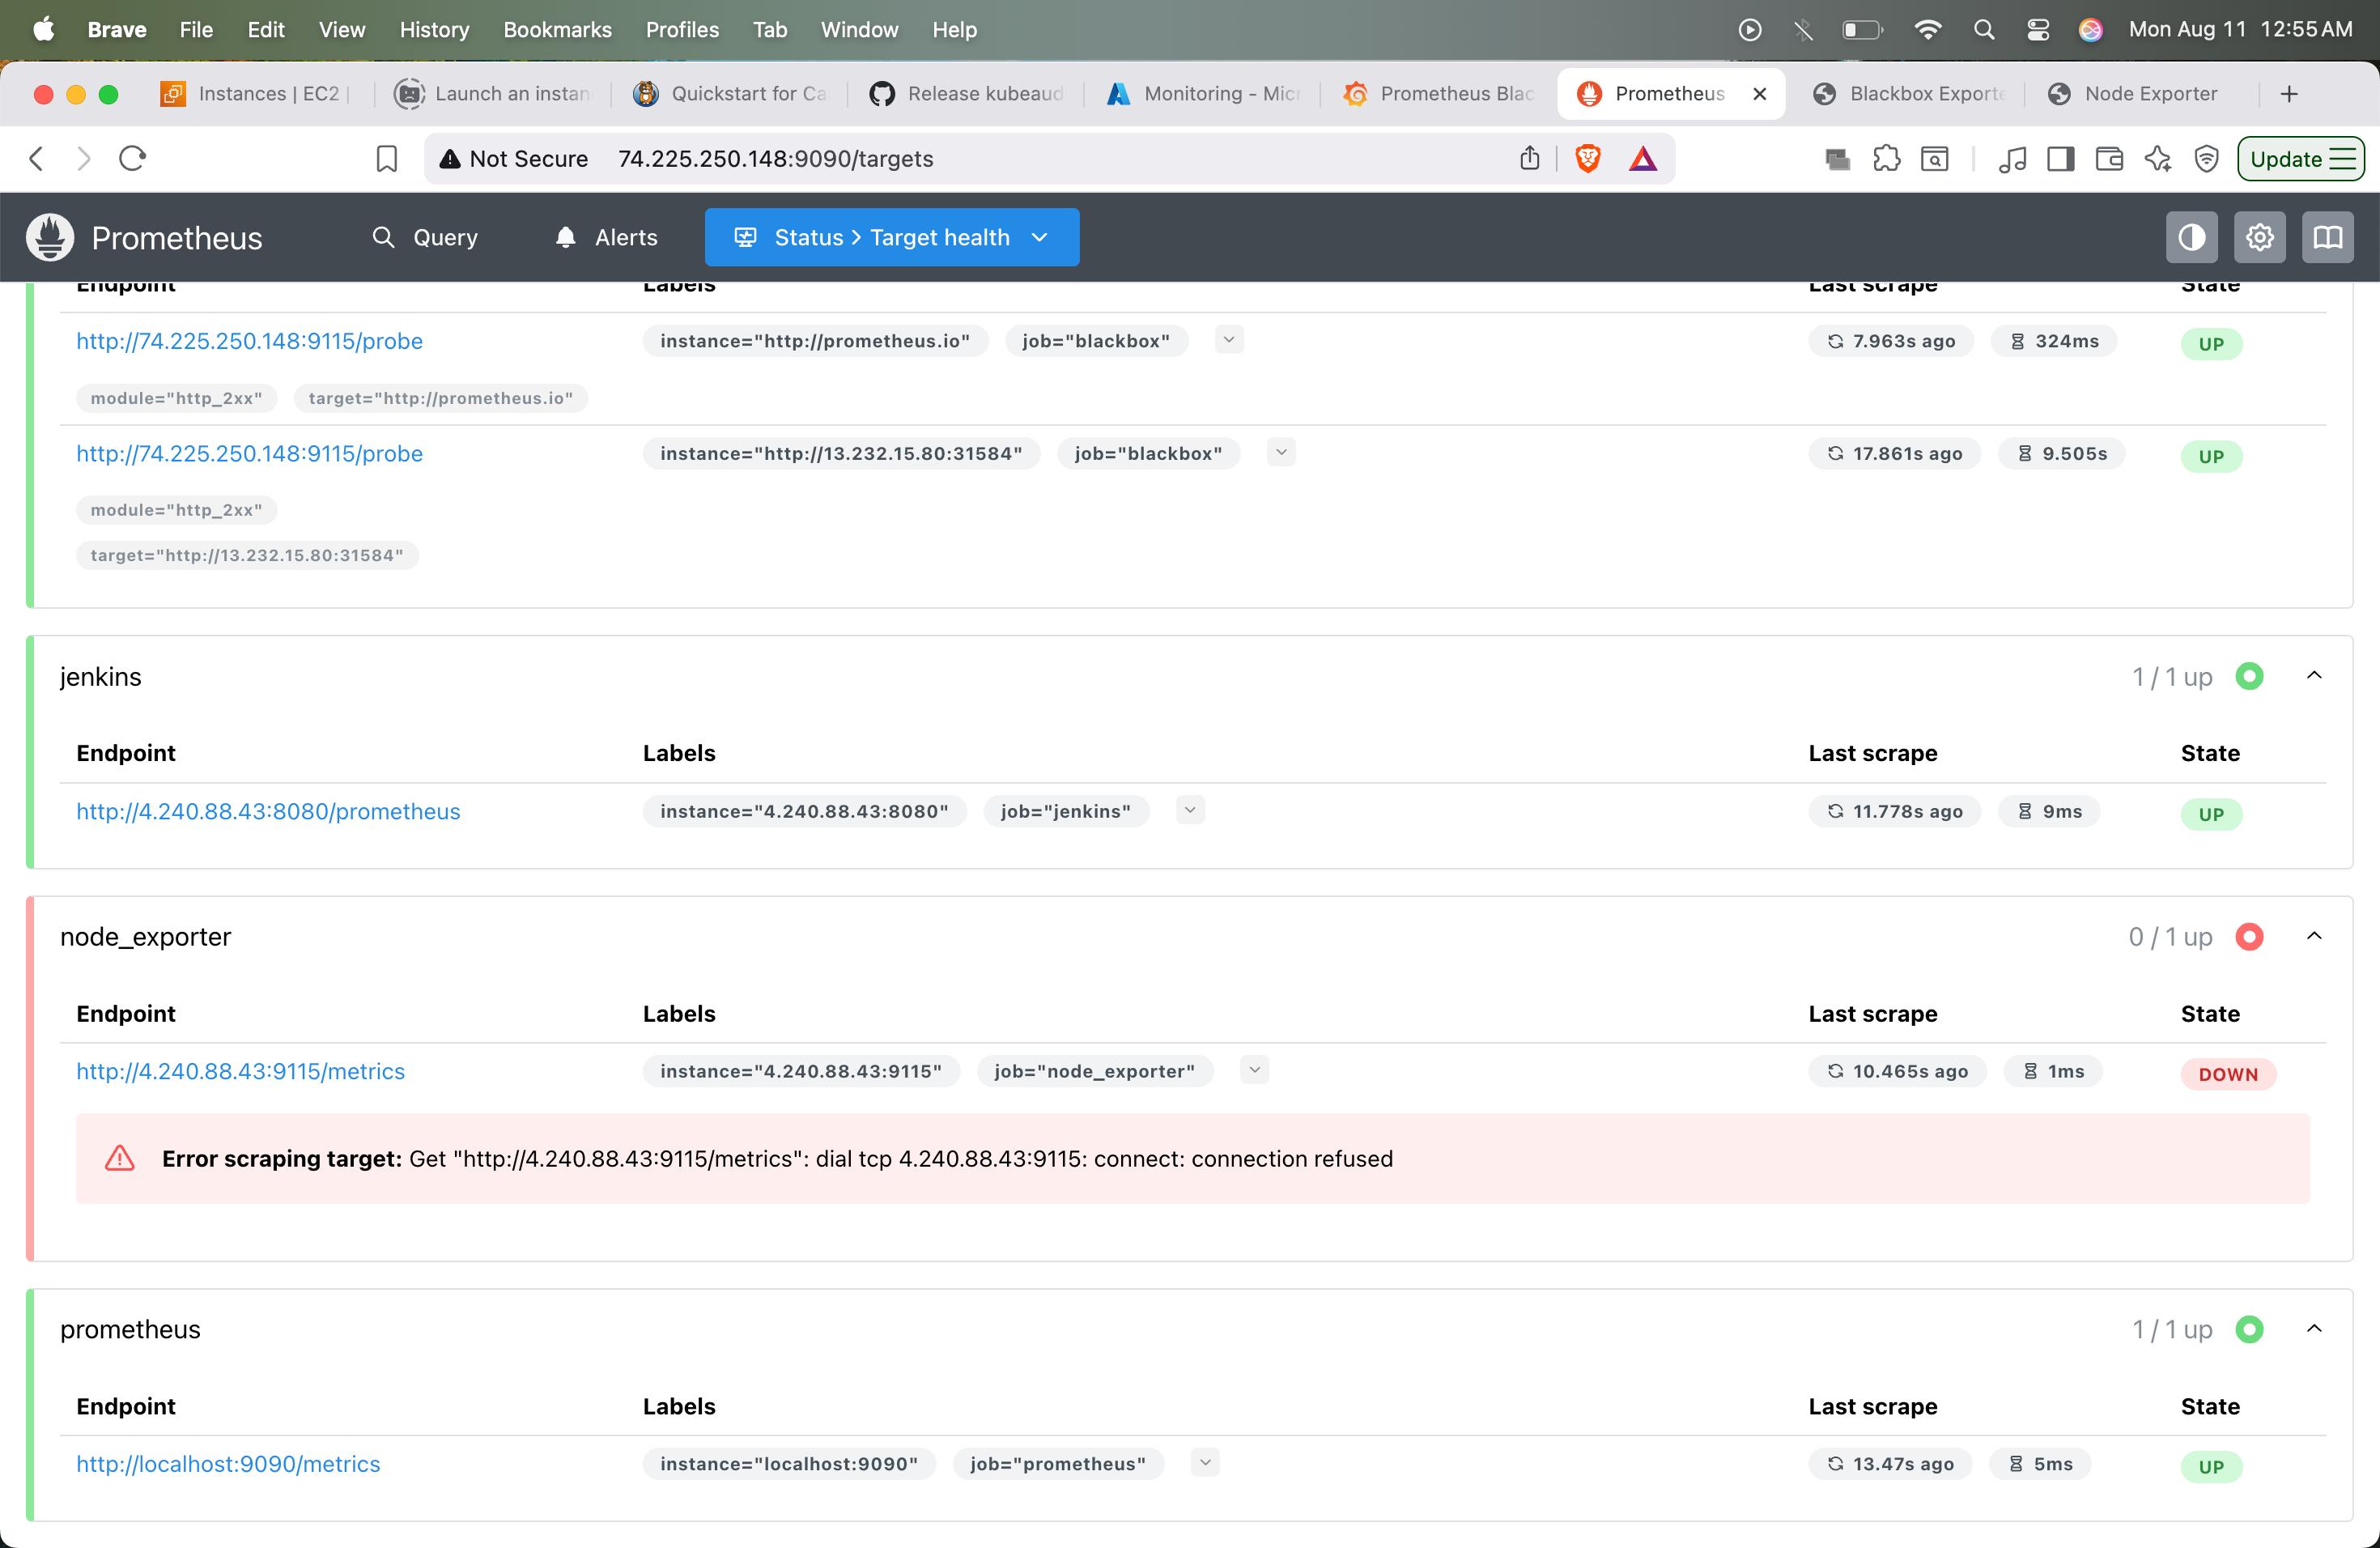 Brave File Edit View History Bookmarks Profiles Tab Window Help Mon Aug 11 12:55 AM
Instances | EC2 | Launch an instan Quickstart for Ca Release kubeaud Monitoring - Micr Prometheus Blac Prometheus Blackbox Exporte Node Exporter
Not Secure 74.225.250.148:9090/targets Update
Prometheus Query Alerts Status > Target health
Endpoint Labels Last scrape State
http://74.225.250.148:9115/probe instance="http://prometheus.io" job="blackbox" 7.963s ago 324ms UP
module="http_2xx" target="http://prometheus.io"
http://74.225.250.148:9115/probe instance="http://13.232.15.80:31584" job="blackbox" 17.861s ago 9.505s UP
module="http_2xx"
target="http://13.232.15.80:31584"
jenkins 1 / 1 up
Endpoint Labels Last scrape State
http://4.240.88.43:8080/prometheus instance="4.240.88.43:8080" job="jenkins" 11.778s ago 9ms UP
node_exporter 0 / 1 up
Endpoint Labels Last scrape State
http://4.240.88.43:9115/metrics instance="4.240.88.43:9115" job="node_exporter" 10.465s ago 1ms DOWN
Error scraping target: Get "http://4.240.88.43:9115/metrics": dial tcp 4.240.88.43:9115: connect: connection refused
prometheus 1 / 1 up
Endpoint Labels Last scrape State
http://localhost:9090/metrics instance="localhost:9090" job="prometheus" 13.47s ago 5ms UP